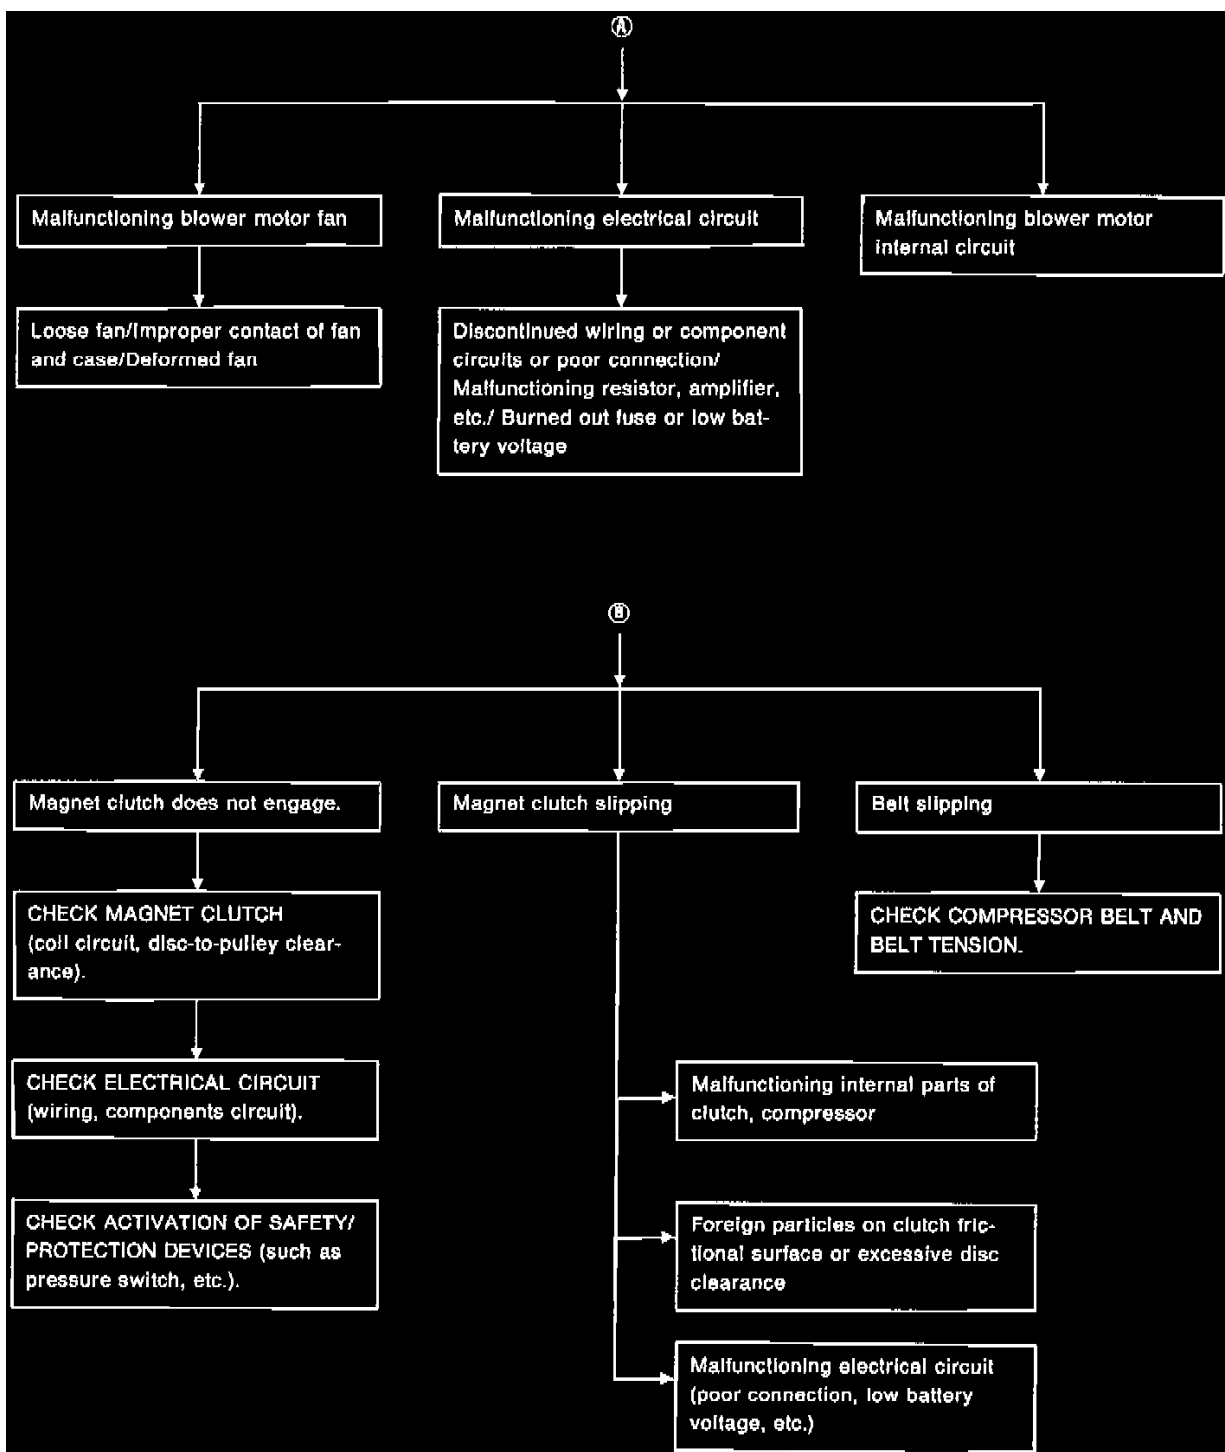 Ⓐ
Malfunctioning blower motor fan
Malfunctioning electrical circuit
Malfunctioning blower motor
internal circuit
Loose fan/Improper contact of fan
and case/Deformed fan
Discontinued wiring or component
circuits or poor connection/
Malfunctioning resistor, amplifier,
etc./ Burned out fuse or low bat-
tery voltage
Ⓑ
Magnet clutch does not engage.
Magnet clutch slipping
Belt slipping
CHECK MAGNET CLUTCH
(coil circuit, disc-to-pulley clear-
ance).
CHECK COMPRESSOR BELT AND
BELT TENSION.
CHECK ELECTRICAL CIRCUIT
(wiring, components circuit).
Malfunctioning internal parts of
clutch, compressor
CHECK ACTIVATION OF SAFETY/
PROTECTION DEVICES (such as
pressure switch, etc.).
Foreign particles on clutch fric-
tional surface or excessive disc
clearance
Malfunctioning electrical circuit
(poor connection, low battery
voltage, etc.)